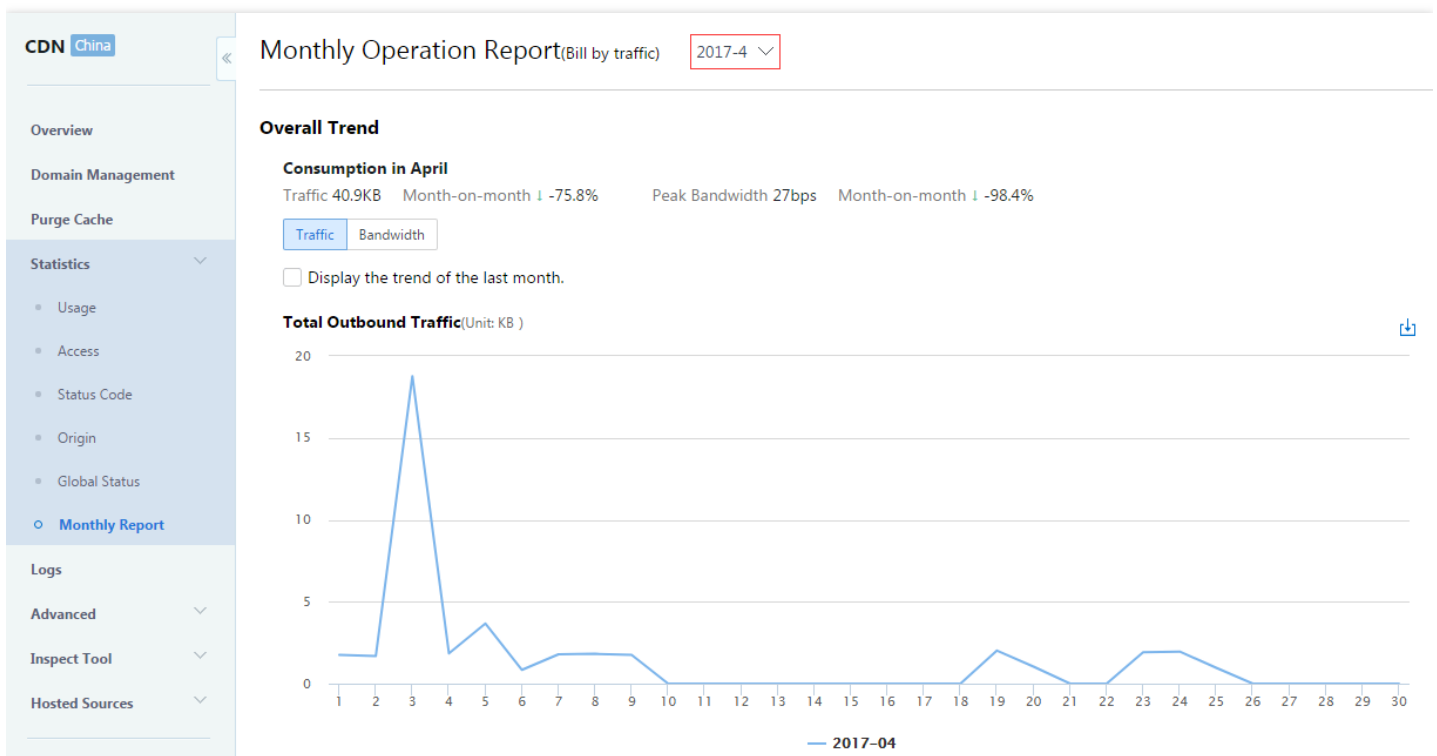 CDN China
«
Monthly Operation Report(Bill by traffic) 2017-4
Overview
Domain Management
Purge Cache
Statistics
Usage
Access
Status Code
Origin
Global Status
Monthly Report
Logs
Advanced
Inspect Tool
Hosted Sources
Overall Trend
Consumption in April
Traffic 40.9KB Month-on-month ↓ -75.8% Peak Bandwidth 27bps Month-on-month ↓ -98.4%
Traffic Bandwidth
Display the trend of the last month.
Total Outbound Traffic(Unit: KB )
20
15
10
5
0
1 2 3 4 5 6 7 8 9 10 11 12 13 14 15 16 17 18 19 20 21 22 23 24 25 26 27 28 29 30
2017-04